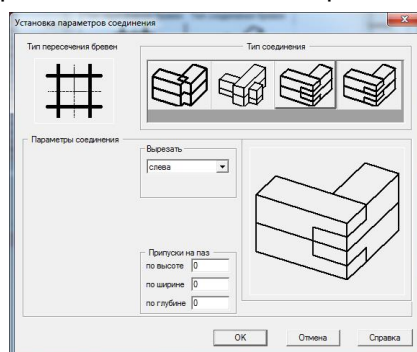 Установка параметров соединения
Тип пересечения бревен
Тип соединения
Параметры соединения
Вырезать
слева
Припуски на паз
по высоте 0
по ширине 0
по глубине 0
OK Отмена Справка